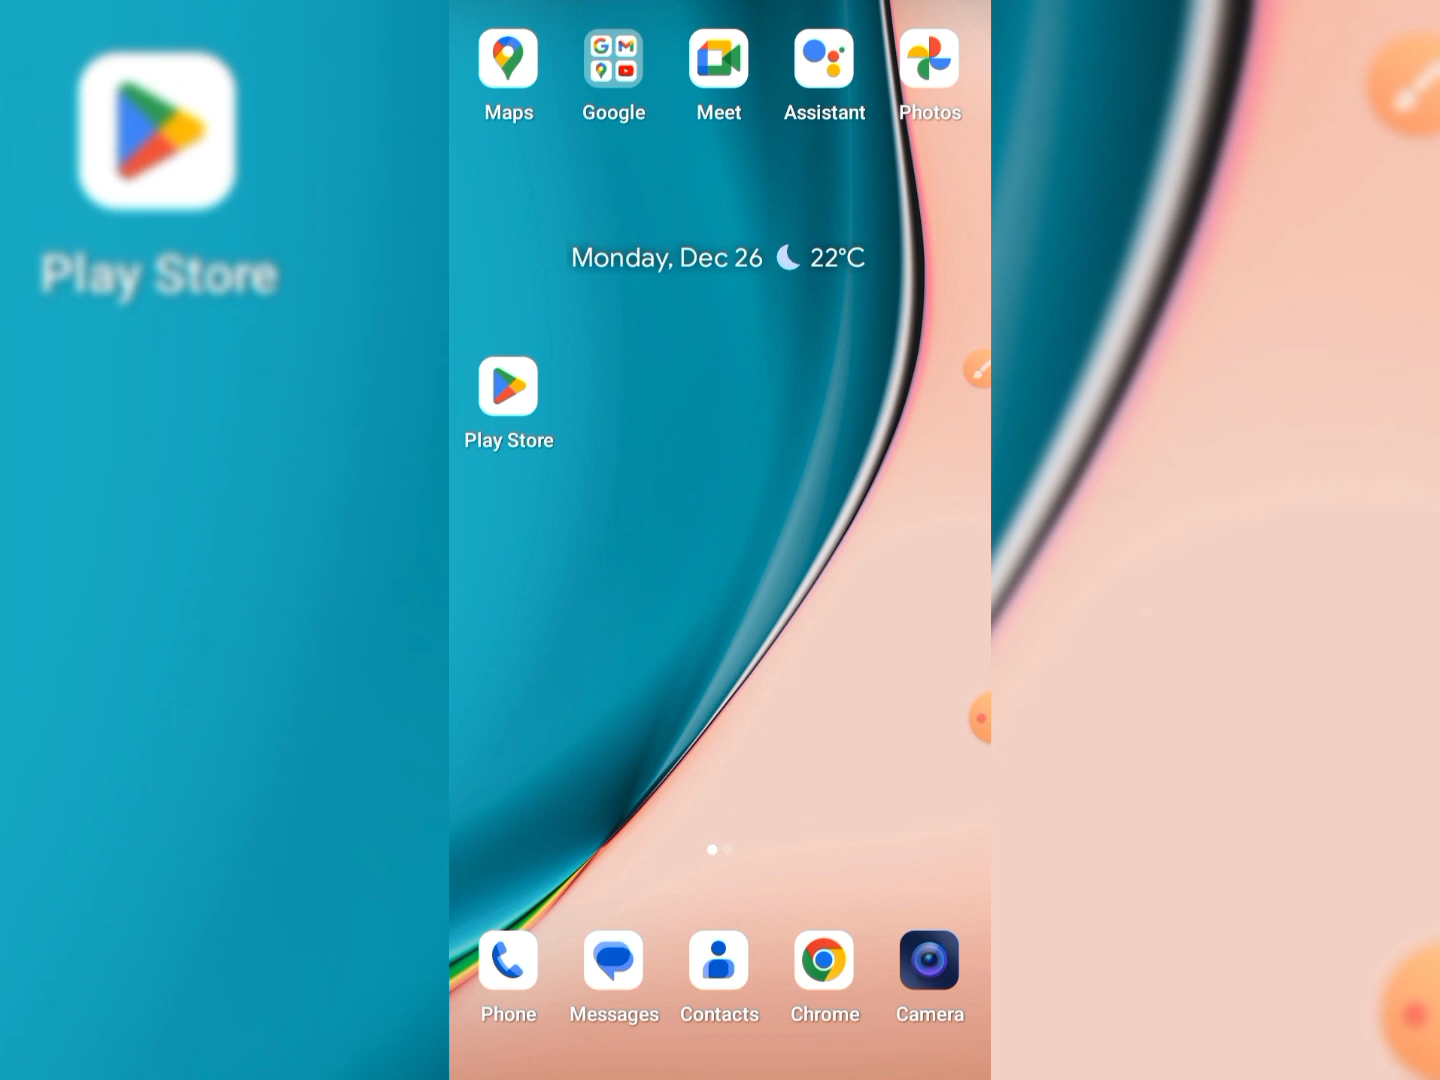 Maps Google Meet Assistant Photos
Monday, Dec 26 22°C
Play Store
Play Store
Phone Messages Contacts Chrome Camera